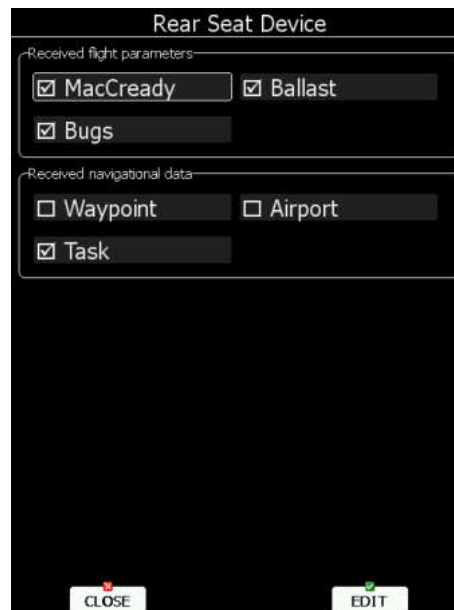 Rear Seat Device
Received flight parameters
MacCready Ballast
Bugs
Received navigational data
Waypoint Airport
Task
CLOSE EDIT